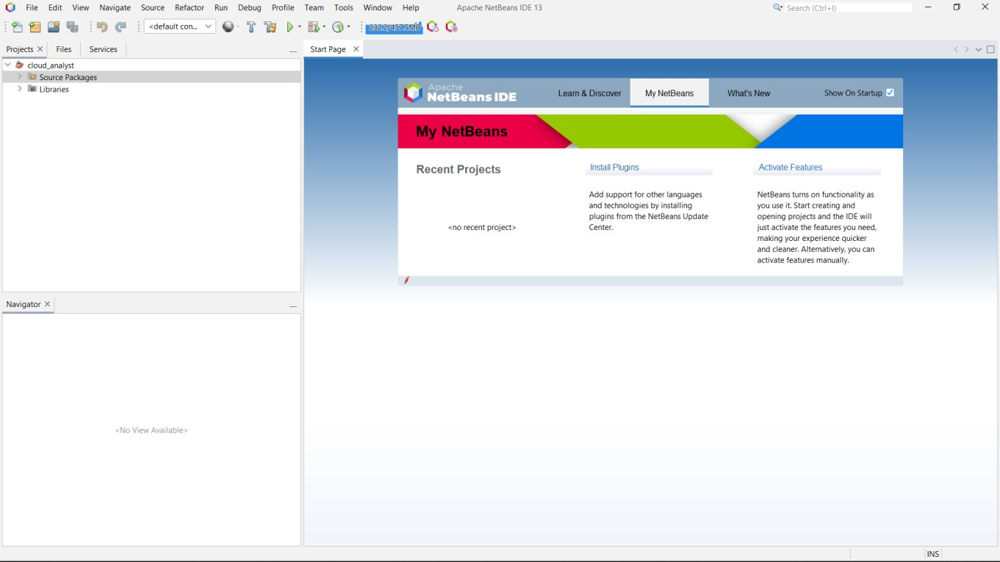 File Edit View Navigate Source Refactor Run Debug Profile Team Tools Window Help Apache NetBeans IDE 13 Search (Ctrl+I)
<default con... 232.2/457.5MB
Projects Files Services
cloud_analyst
Source Packages
Libraries
Navigator
<No View Available>
Start Page
Apache
NetBeans IDE
Learn & Discover My NetBeans What's New Show On Startup
My NetBeans
Recent Projects
<no recent project>
Install Plugins
Add support for other languages
and technologies by installing
plugins from the NetBeans Update
Center.
Activate Features
NetBeans turns on functionality as
you use it. Start creating and
opening projects and the IDE will
just activate the features you need,
making your experience quicker
and cleaner. Alternatively, you can
activate features manually.
INS